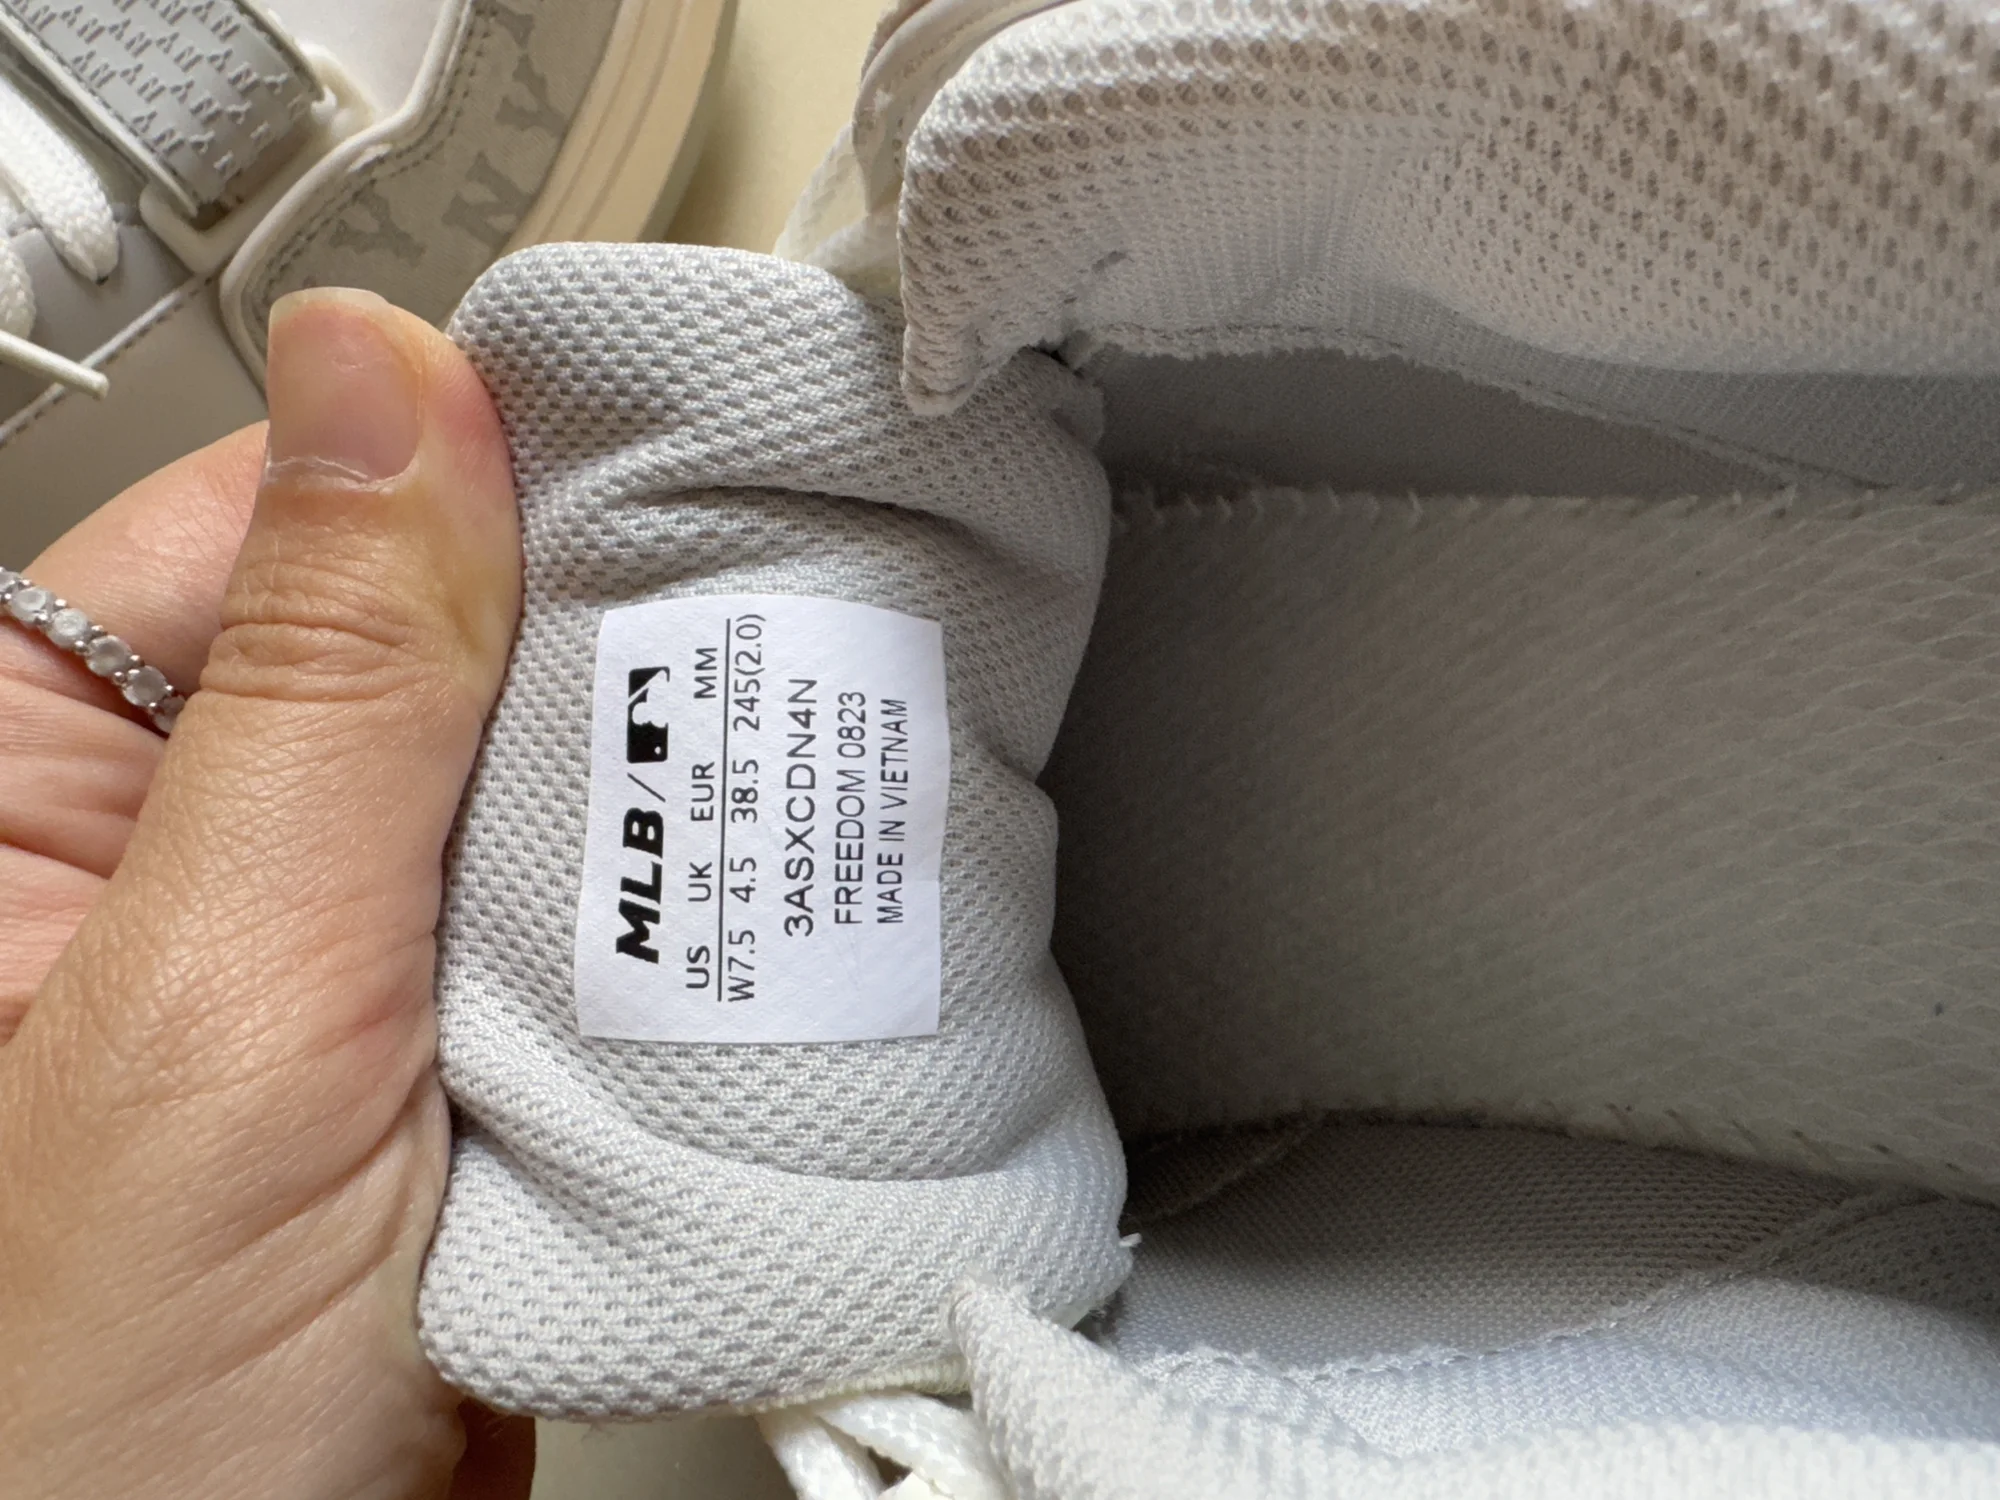 MLB /
US UK EUR MM
W7.5 4.5 38.5 245(2.0)
3ASXCDN4N
FREEDOM 0823
MADE IN VIETNAM